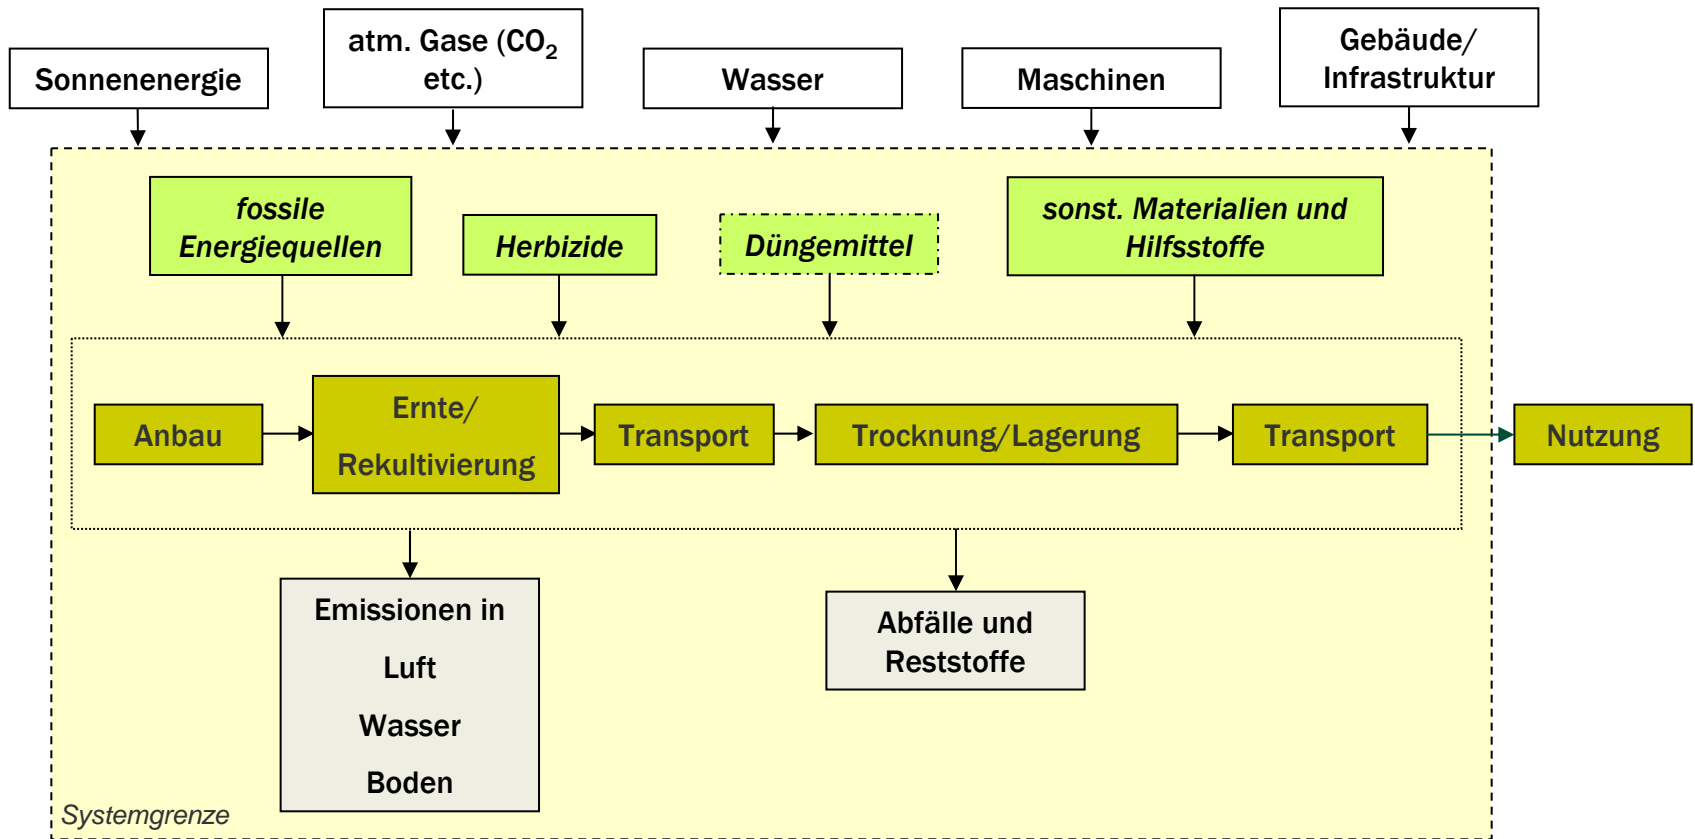 Sonnenenergie
atm. Gase (CO₂
etc.)
Wasser
Maschinen
Gebäude/
Infrastruktur
fossile
Energiequellen
Herbizide
Düngemittel
sonst. Materialien und
Hilfsstoffe
Anbau
Ernte/
Rekultivierung
Transport
Trocknung/Lagerung
Transport
Nutzung
Emissionen in
Luft
Wasser
Boden
Abfälle und
Reststoffe
Systemgrenze